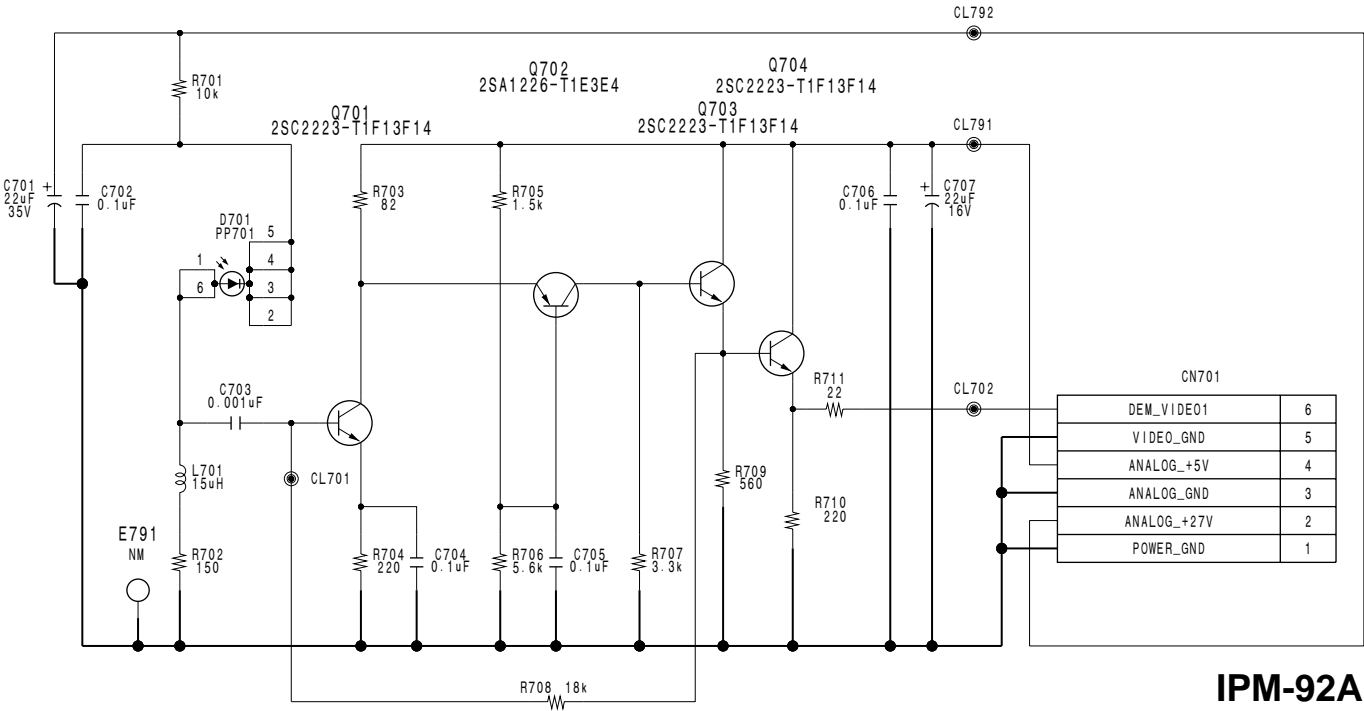 CL792
R701
10k
Q702
2SA1226-T1E3E4
Q704
2SC2223-T1F13F14
Q701
2SC2223-T1F13F14
Q703
2SC2223-T1F13F14
CL791
C701
+
22uF
35V
C702
0.1uF
R703
82
R705
1.5k
C706
0.1uF
+
C707
22uF
16V
D701
PP701
5
1
4
6
3
2
C703
0.001uF
R711
22
CL702
CN701
DEM_VIDEO1 6
VIDEO_GND 5
ANALOG_+5V 4
ANALOG_GND 3
ANALOG_+27V 2
POWER_GND 1
L701
15uH
CL701
R709
560
R710
220
E791
NM
R702
150
R704
220
C704
0.1uF
R706
5.6k
C705
0.1uF
R707
3.3k
R708 18k
IPM-92A